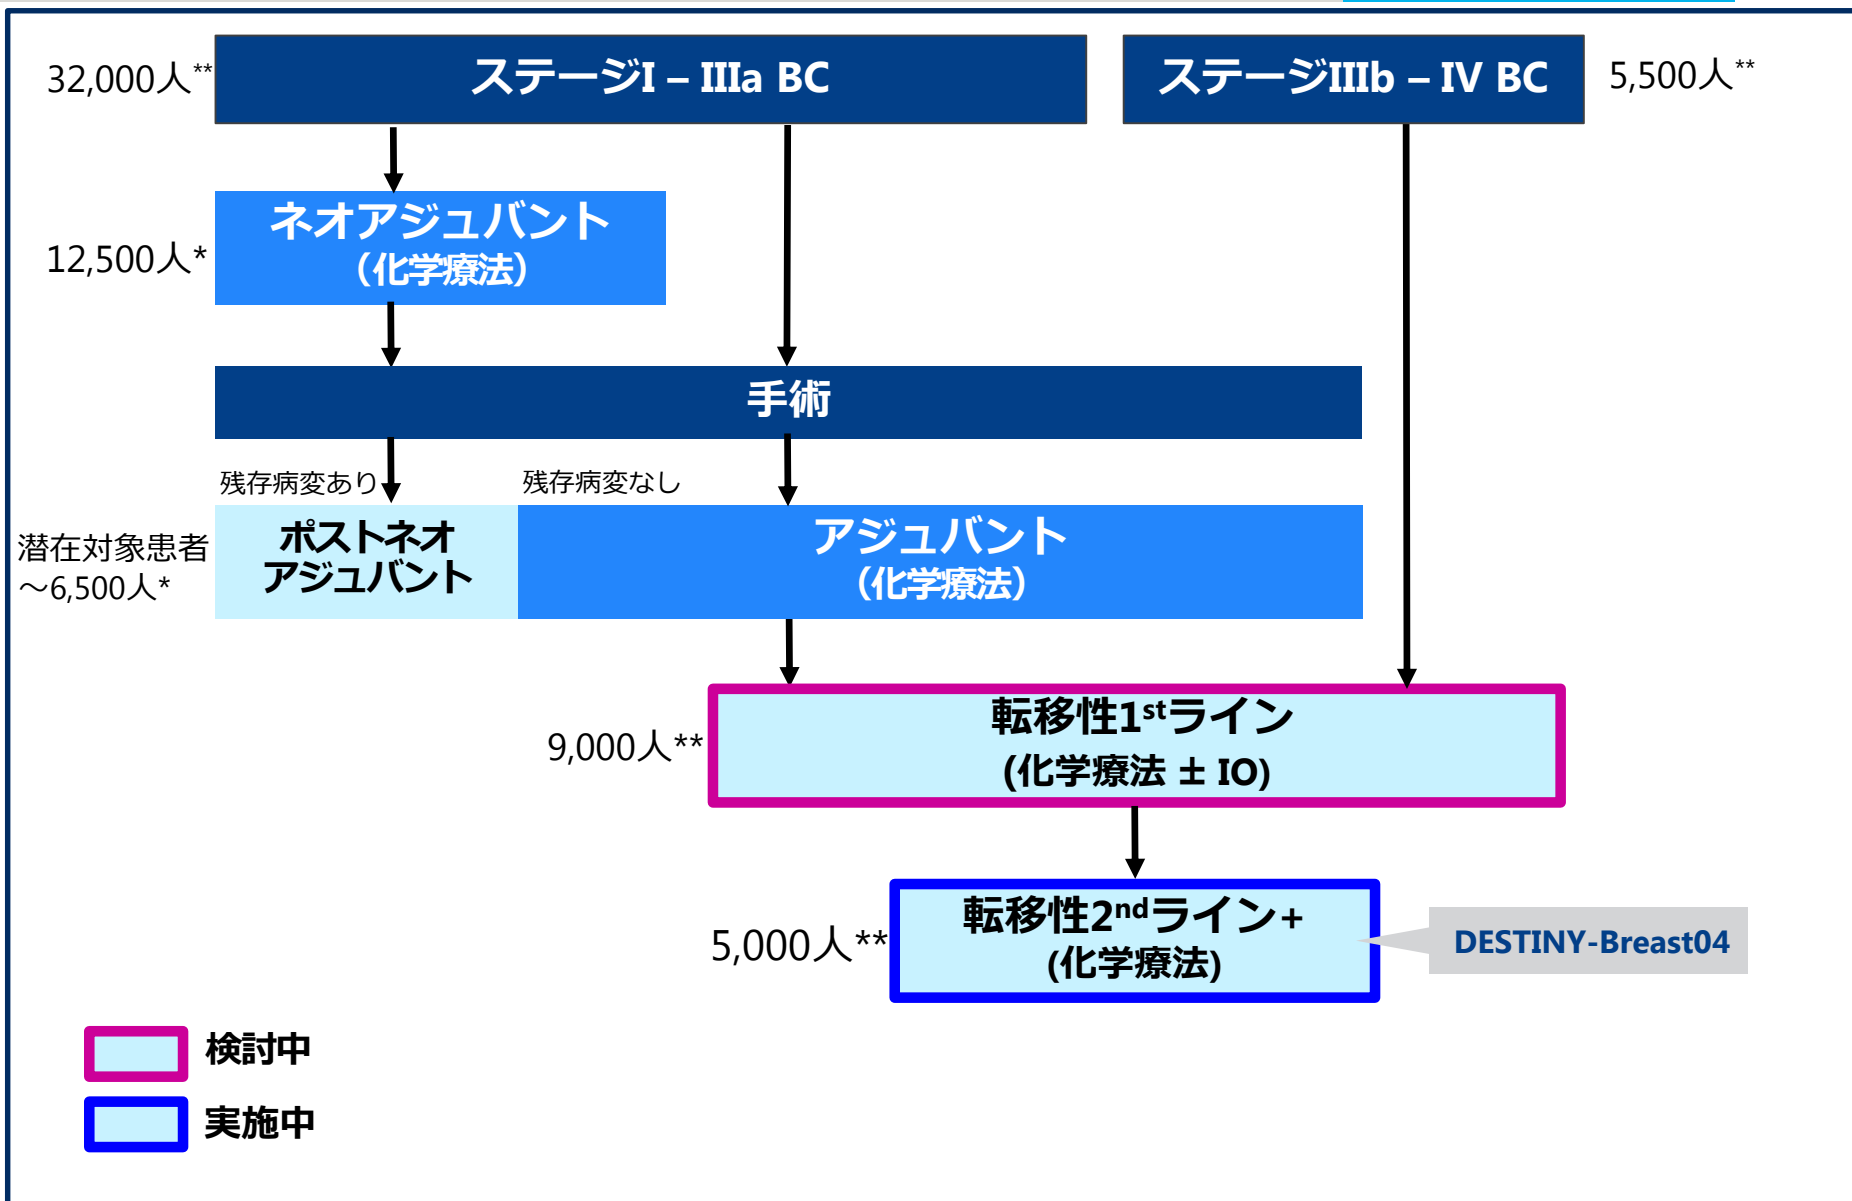 32,000人**
ステージI – IIIa BC
ステージIIIb – IV BC
5,500人**
12,500人*
ネオアジュバント
（化学療法）
手術
残存病変あり
残存病変なし
潜在対象患者
～6,500人*
ポストネオ
アジュバント
アジュバント
（化学療法）
9,000人**
転移性1stライン
(化学療法 ± IO)
5,000人**
転移性2ndライン+
(化学療法)
DESTINY-Breast04
検討中
実施中